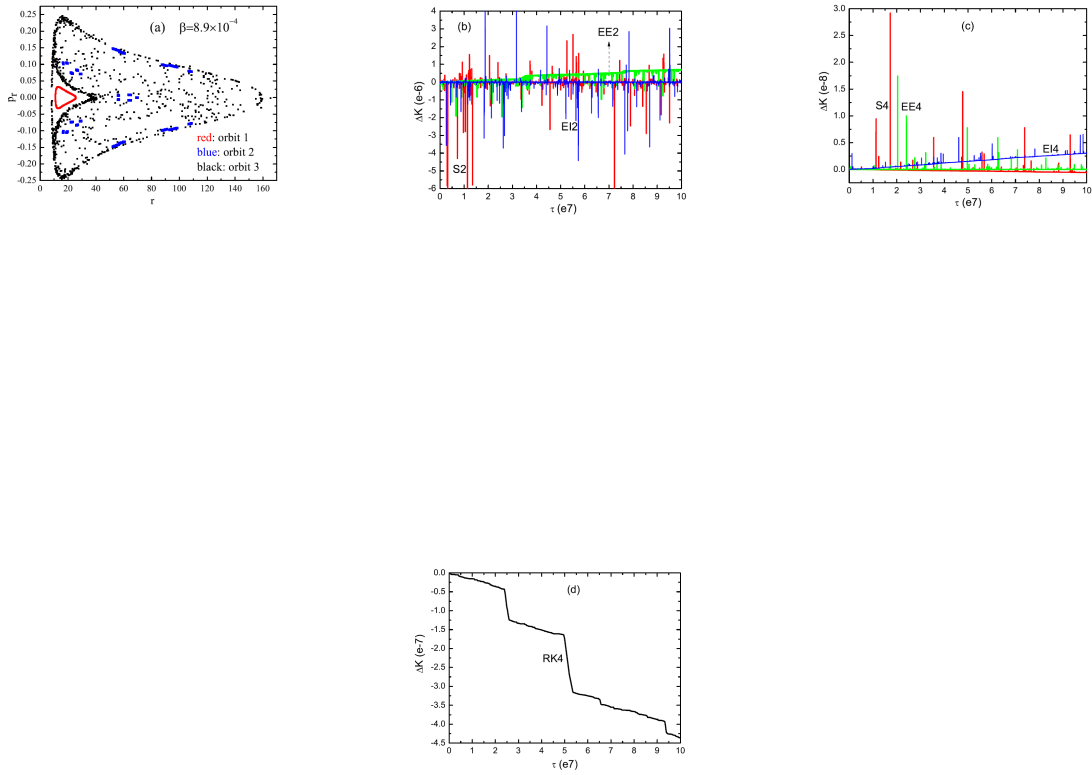 (a) β=8.9×10⁻⁴
0.25
0.20
0.15
0.10
0.05
0.00
-0.05
-0.10
-0.15
-0.20
-0.25
pr
red: orbit 1
blue: orbit 2
black: orbit 3
0 20 40 60 80 100 120 140 160
r
(b)
4
3
2
1
0
-1
-2
-3
-4
-5
-6
ΔK (e-6)
EE2
EI2
S2
0 1 2 3 4 5 6 7 8 9 10
τ (e7)
(c)
3.0
2.5
2.0
1.5
1.0
0.5
0.0
ΔK (e-8)
S4
EE4
EI4
0 1 2 3 4 5 6 7 8 9 10
τ (e7)
(d)
0.0
-0.5
-1.0
-1.5
-2.0
-2.5
-3.0
-3.5
-4.0
-4.5
ΔK (e-7)
RK4
0 1 2 3 4 5 6 7 8 9 10
τ (e7)